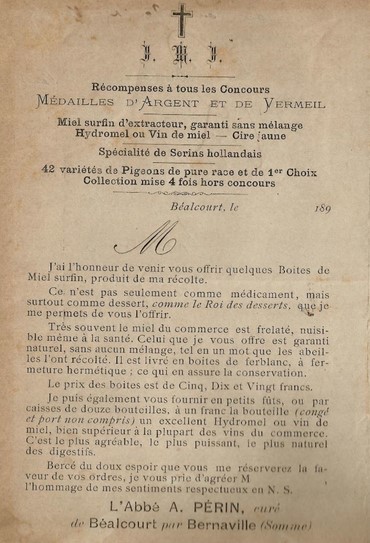 J. M. J.
Récompenses à tous les Concours
MÉDAILLES D'ARGENT ET DE VERMEIL
Miel surfin d'extracteur, garanti sans mélange
Hydromel ou Vin de miel — Cire jaune
Spécialité de Serins hollandais
42 variétés de Pigeons de pure race et de 1er Choix
Collection mise 4 fois hors concours
Béalcourt, le 189
M
J'ai l'honneur de venir vous offrir quelques Boites de
Miel surfin, produit de ma récolte.
Ce n'est pas seulement comme médicament, mais
surtout comme dessert, comme le Roi des desserts, que je
me permets de vous l'offrir.
Très souvent le miel du commerce est frelaté, nuisi-
ble même à la santé. Celui que je vous offre est garanti
naturel, sans aucun mélange, tel en un mot que les abeil-
les l'ont récolté. Il est livré en boites de ferblanc, à fer-
meture hermétique ; ce qui en assure la conservation.
Le prix des boites est de Cinq, Dix et Vingt francs.
Je puis également vous fournir en petits fûts, ou par
caisses de douze bouteilles, à un franc la bouteille (congé
et port non compris) un excellent Hydromel ou vin de
miel, bien supérieur à la plupart des vins du commerce.
C'est le plus agréable, le plus puissant, le plus naturel
des digestifs.
Bercé du doux espoir que vous me réserverez la fa-
veur de vos ordres, je vous prie d'agréer M
l'hommage de mes sentiments respectueux en N. S.
L'Abbé A. PÉRIN, curé
de Béalcourt par Bernaville (Somme)